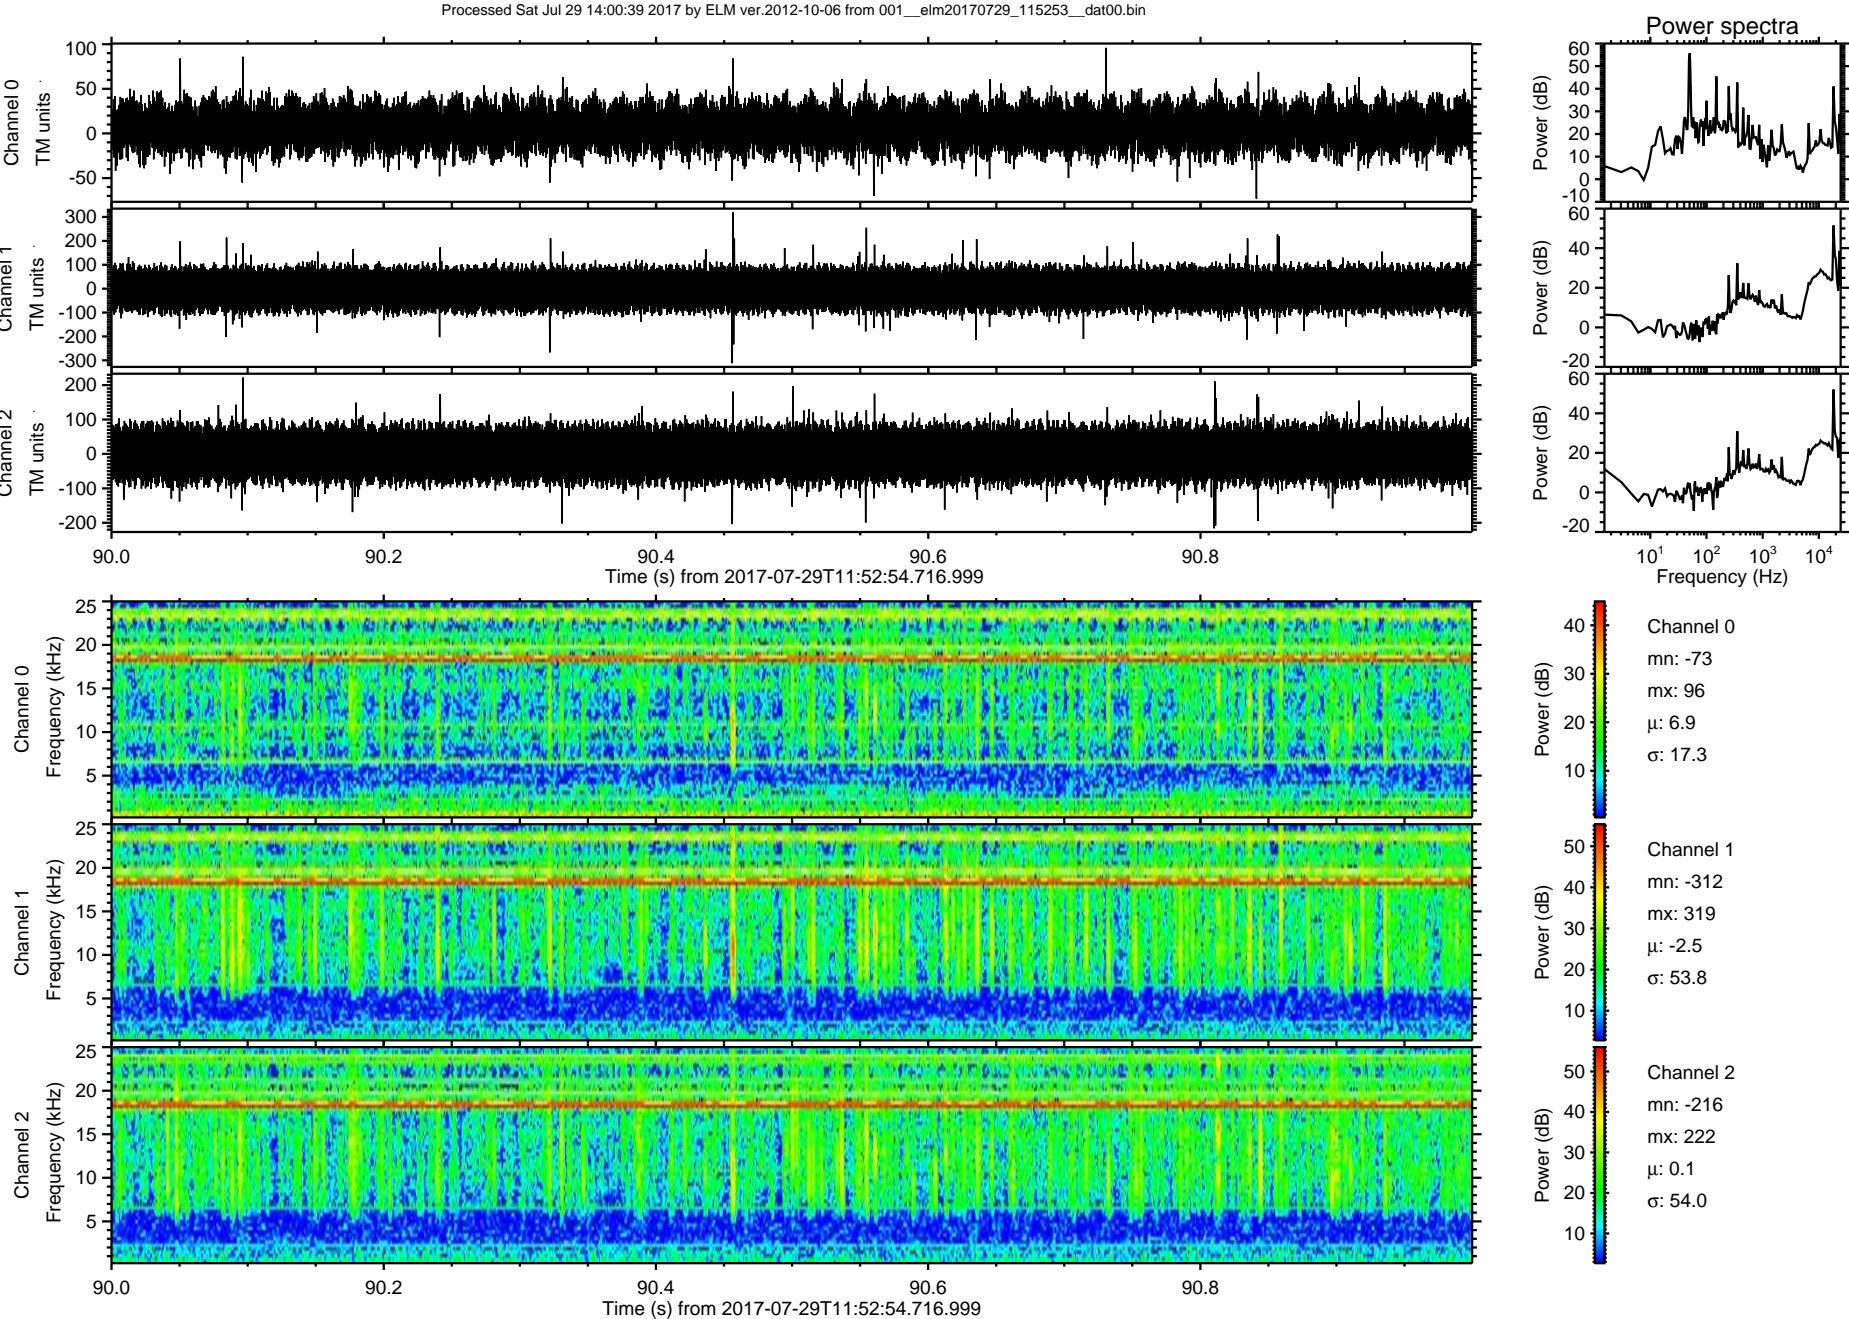 Processed Sat Jul 29 14:00:39 2017 by ELM ver.2012-10-06 from 001__elm20170729_115253__dat00.bin
Power spectra
Channel 0
TM units
100
50
0
-50
Power (dB)
60
50
40
30
20
10
0
-10
Channel 1
TM units
300
200
100
0
-100
-200
-300
Power (dB)
60
40
20
0
-20
Channel 2
TM units
200
100
0
-100
-200
Power (dB)
60
40
20
0
-20
90.0 90.2 90.4 90.6 90.8
Time (s) from 2017-07-29T11:52:54.716.999
10¹ 10² 10³ 10⁴
Frequency (Hz)
Channel 0
Frequency (kHz)
25
20
15
10
5
Power (dB)
40
30
20
10
Channel 0
mn: -73
mx: 96
μ: 6.9
σ: 17.3
Channel 1
Frequency (kHz)
25
20
15
10
5
Power (dB)
50
40
30
20
10
Channel 1
mn: -312
mx: 319
μ: -2.5
σ: 53.8
Channel 2
Frequency (kHz)
25
20
15
10
5
Power (dB)
50
40
30
20
10
Channel 2
mn: -216
mx: 222
μ: 0.1
σ: 54.0
90.0 90.2 90.4 90.6 90.8
Time (s) from 2017-07-29T11:52:54.716.999